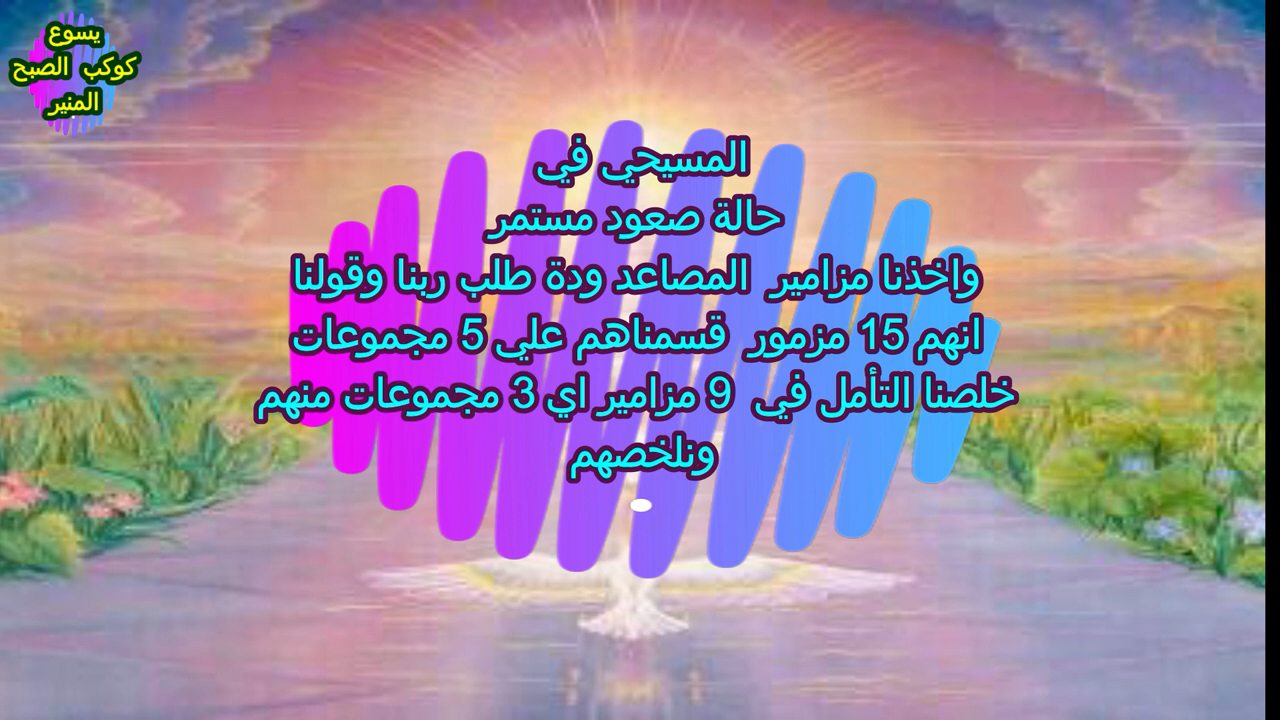 يسوع
كوكب الصبح
المنير
المسيحي في
حالة صعود مستمر
واخذنا مزامير المصاعد ودة طلب ربنا وقولنا
انهم 15 مزمور قسمناهم علي 5 مجموعات
خلصنا التأمل في 9 مزامير اي 3 مجموعات منهم
ونلخصهم